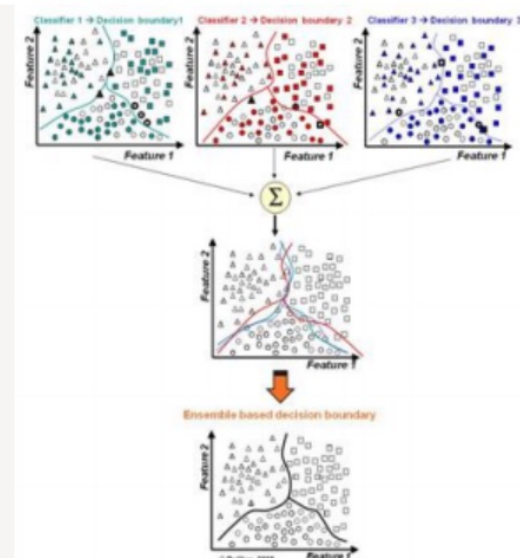 Classifier 1 → Decision boundary1
Classifier 2 → Decision boundary 2
Classifier 3 → Decision boundary 3
Feature 2
Feature 1
Feature 2
Feature 1
Feature 2
Feature 1
Σ
Feature 2
Feature 1
Ensemble based decision boundary
Feature 2
Feature 1